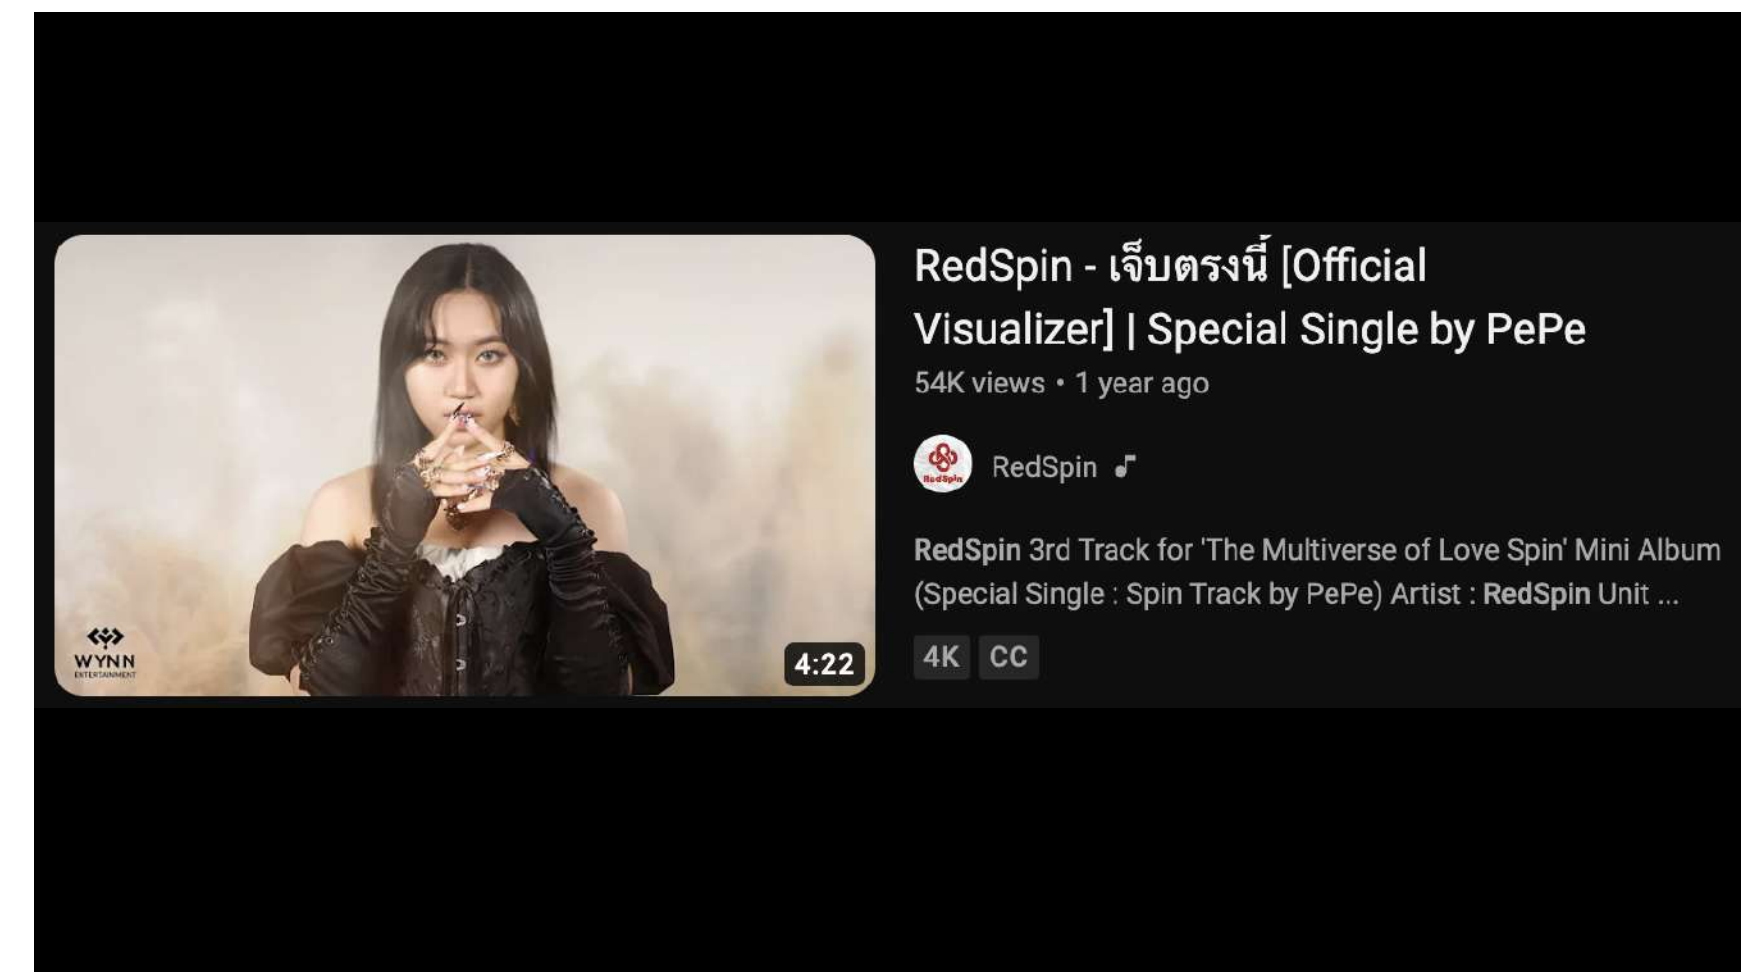 RedSpin - เจ็บตรงนี้ [Official
Visualizer] | Special Single by PePe
54K views • 1 year ago
RedSpin
RedSpin
RedSpin 3rd Track for 'The Multiverse of Love Spin' Mini Album
(Special Single : Spin Track by PePe) Artist : RedSpin Unit ...
4K CC
WYNN
ENTERTAINMENT
4:22